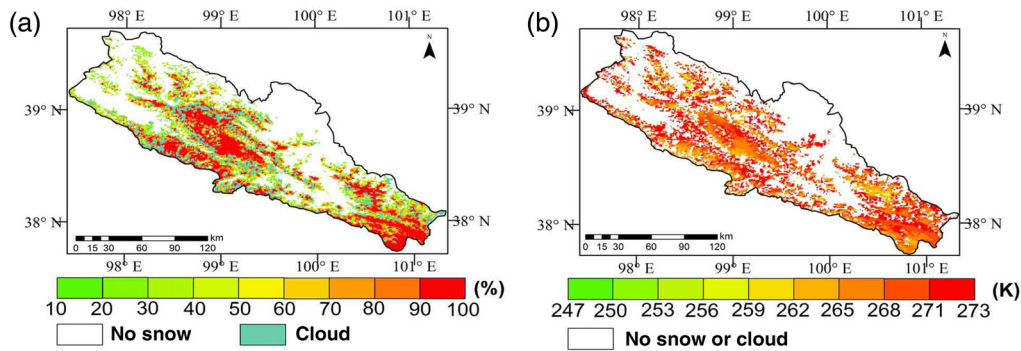 (a)
98° E 99° E 100° E 101° E
N
39° N 39° N
38° N 38° N
km
0 15 30 60 90 120
98° E 99° E 100° E 101° E
10 20 30 40 50 60 70 80 90 100 (%)
No snow Cloud
(b)
98° E 99° E 100° E 101° E
N
39° N 39° N
38° N 38° N
km
0 15 30 60 90 120
98° E 99° E 100° E 101° E
247 250 253 256 259 262 265 268 271 273 (K)
No snow or cloud